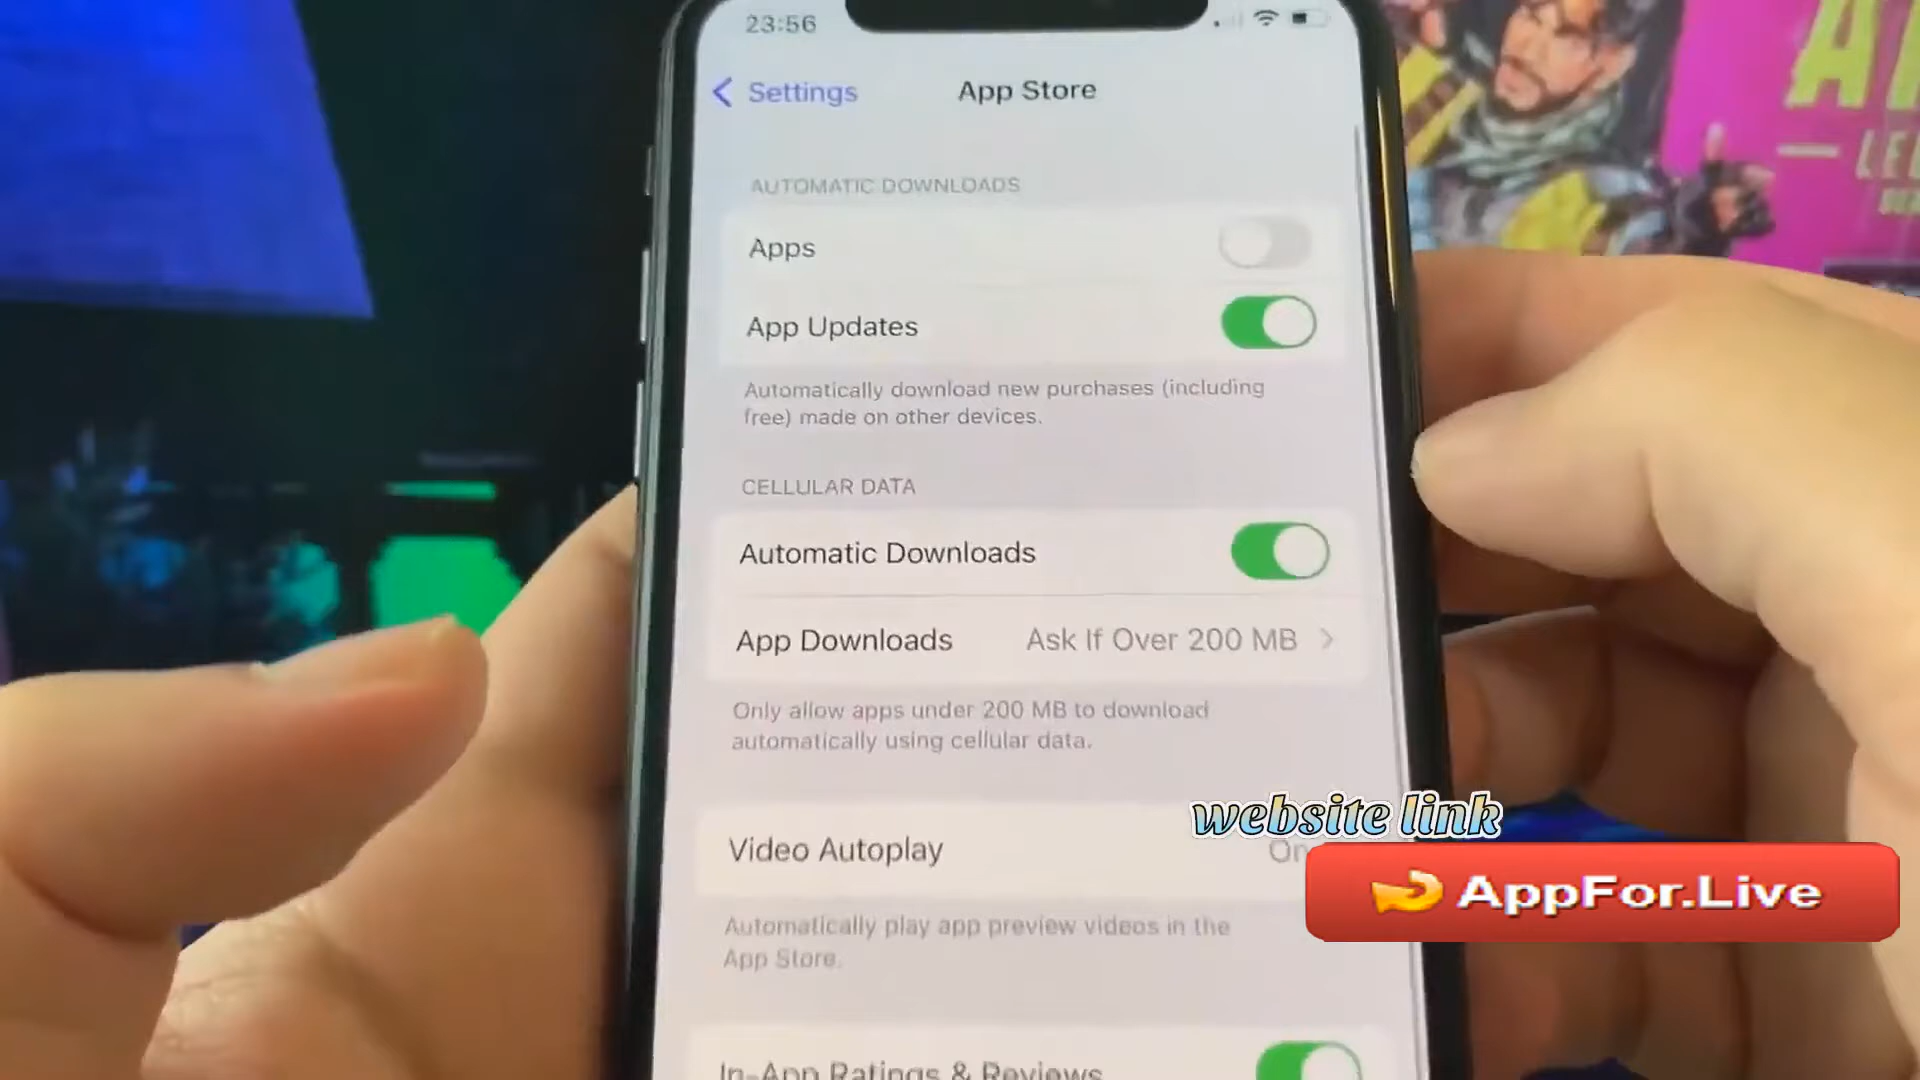 23:56
Settings
App Store
AUTOMATIC DOWNLOADS
Apps
App Updates
Automatically download new purchases (including
free) made on other devices.
CELLULAR DATA
Automatic Downloads
App Downloads Ask If Over 200 MB
Only allow apps under 200 MB to download
automatically using cellular data.
Video Autoplay On
Automatically play app preview videos in the
App Store.
In-App Ratings & Reviews
website link
AppFor.Live